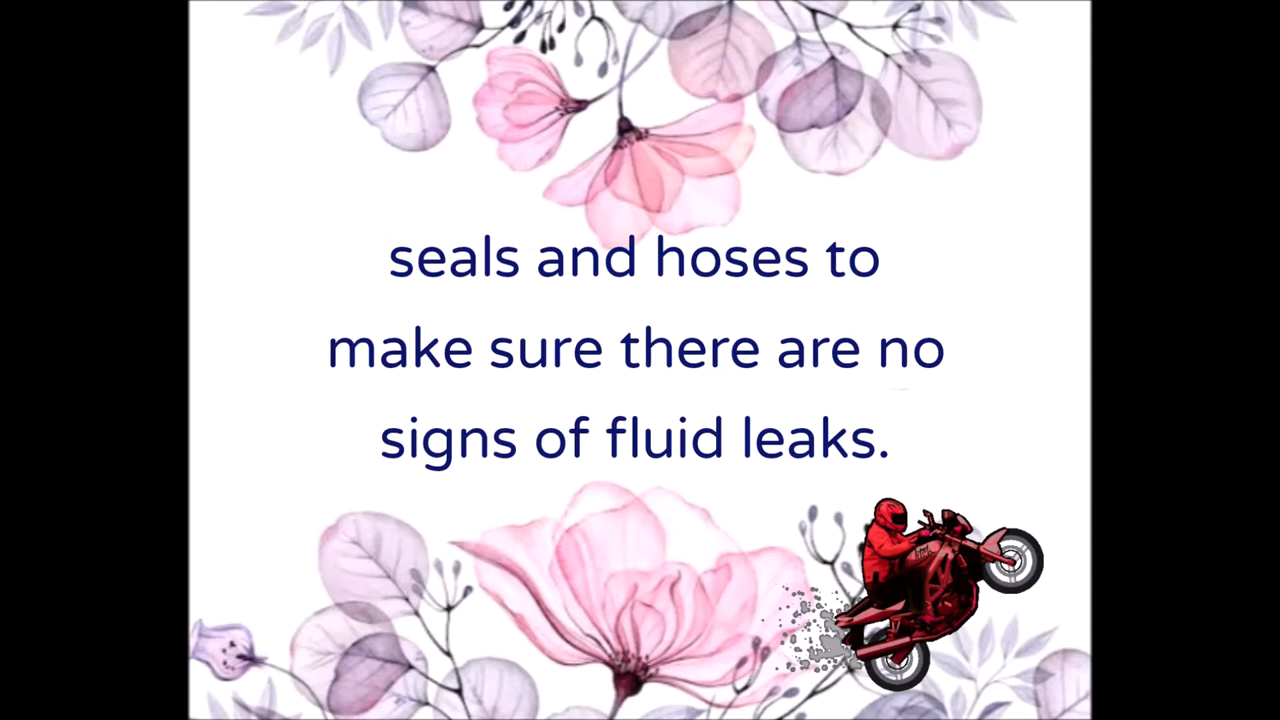 seals and hoses to
make sure there are no
signs of fluid leaks.